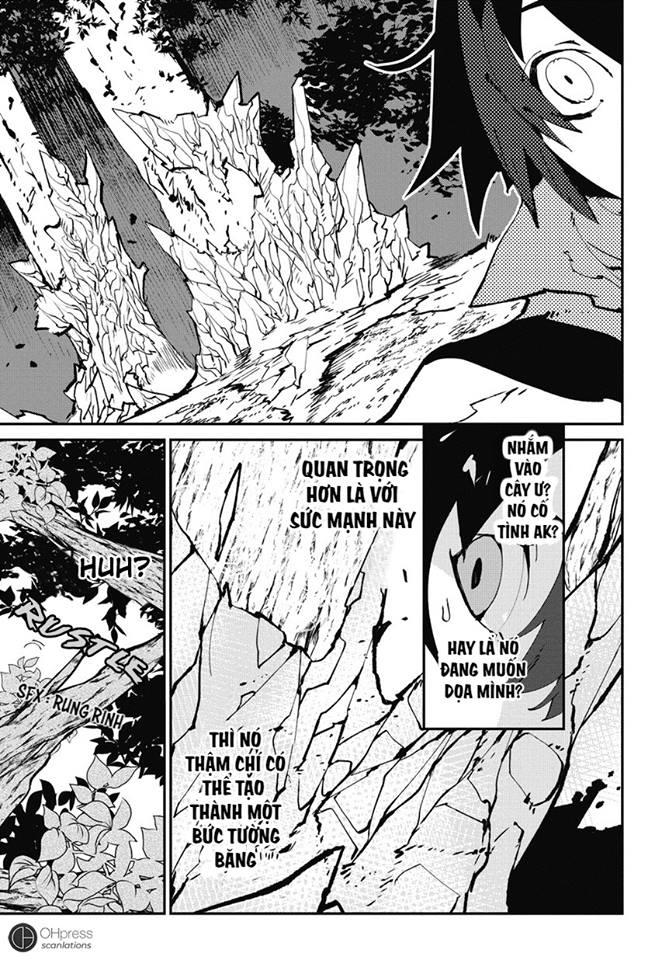 NHẮM
VÀO
CÂY Ư?
NÓ CỐ
TÌNH AK?
HAY LÀ NÓ
ĐANG MUỐN
DỌA MÌNH?
QUAN TRỌNG
HƠN LÀ VỚI
SỨC MẠNH NÀY
THÌ NÓ
THẬM CHÍ CÓ
THỂ TẠO
THÀNH MỘT
BỨC TƯỜNG
BĂNG
HUH?
RUSTLE
SFX: RUNG RINH
OHpress
scanlations